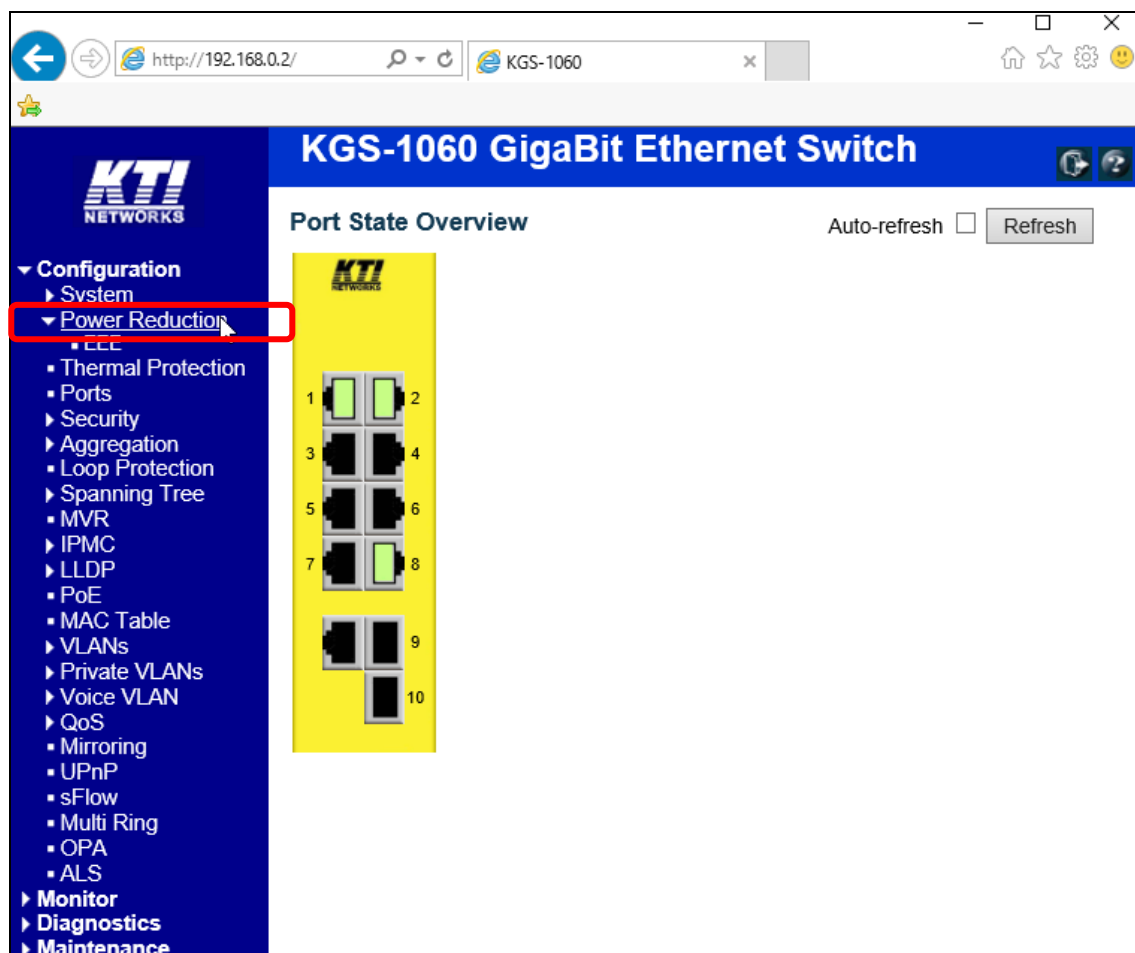 http://192.168.0.2/
KGS-1060
KTI
NETWORKS
KGS-1060 GigaBit Ethernet Switch
Port State Overview
Auto-refresh
Refresh
Configuration
System
Power Reduction
EEE
Thermal Protection
Ports
Security
Aggregation
Loop Protection
Spanning Tree
MVR
IPMC
LLDP
PoE
MAC Table
VLANs
Private VLANs
Voice VLAN
QoS
Mirroring
UPnP
sFlow
Multi Ring
OPA
ALS
Monitor
Diagnostics
Maintenance
KTI
NETWORKS
1 2
3 4
5 6
7 8
9
10